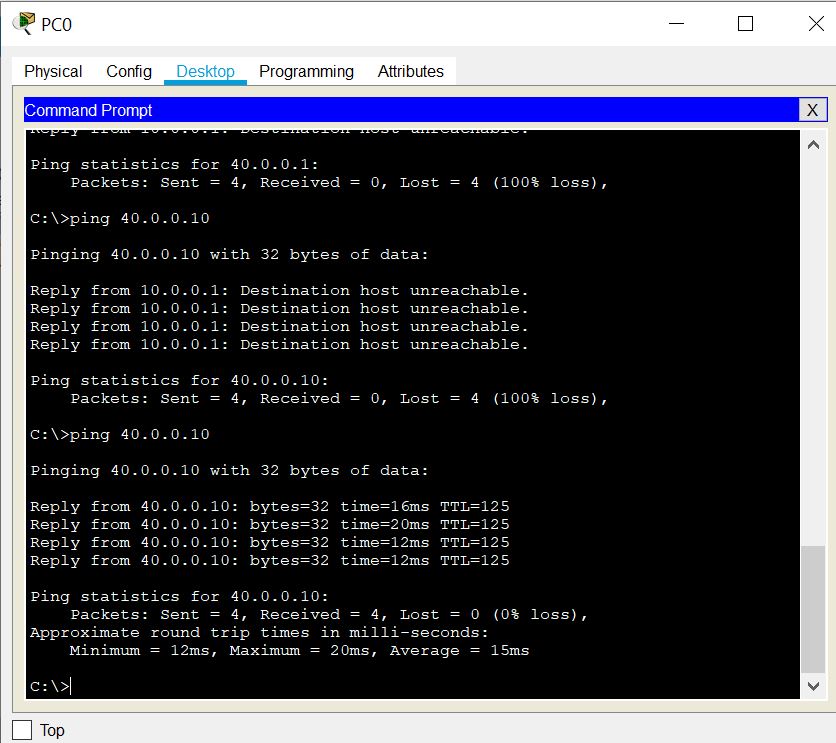 PC0
Physical Config Desktop Programming Attributes
Command Prompt X
Reply from 10.0.0.1: Destination host unreachable.

Ping statistics for 40.0.0.1:
    Packets: Sent = 4, Received = 0, Lost = 4 (100% loss),

C:\>ping 40.0.0.10

Pinging 40.0.0.10 with 32 bytes of data:

Reply from 10.0.0.1: Destination host unreachable.
Reply from 10.0.0.1: Destination host unreachable.
Reply from 10.0.0.1: Destination host unreachable.
Reply from 10.0.0.1: Destination host unreachable.

Ping statistics for 40.0.0.10:
    Packets: Sent = 4, Received = 0, Lost = 4 (100% loss),

C:\>ping 40.0.0.10

Pinging 40.0.0.10 with 32 bytes of data:

Reply from 40.0.0.10: bytes=32 time=16ms TTL=125
Reply from 40.0.0.10: bytes=32 time=20ms TTL=125
Reply from 40.0.0.10: bytes=32 time=12ms TTL=125
Reply from 40.0.0.10: bytes=32 time=12ms TTL=125

Ping statistics for 40.0.0.10:
    Packets: Sent = 4, Received = 4, Lost = 0 (0% loss),
Approximate round trip times in milli-seconds:
    Minimum = 12ms, Maximum = 20ms, Average = 15ms

C:\>
Top